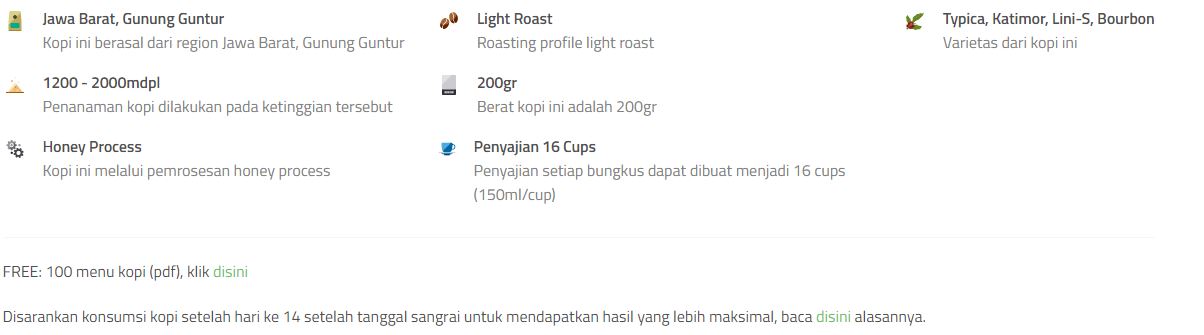 Jawa Barat, Gunung Guntur
Kopi ini berasal dari region Jawa Barat, Gunung Guntur
Light Roast
Roasting profile light roast
Typica, Katimor, Lini-S, Bourbon
Varietas dari kopi ini
1200 - 2000mdpl
Penanaman kopi dilakukan pada ketinggian tersebut
200gr
Berat kopi ini adalah 200gr
Honey Process
Kopi ini melalui pemrosesan honey process
Penyajian 16 Cups
Penyajian setiap bungkus dapat dibuat menjadi 16 cups
(150ml/cup)
FREE: 100 menu kopi (pdf), klik disini
Disarankan konsumsi kopi setelah hari ke 14 setelah tanggal sangrai untuk mendapatkan hasil yang lebih maksimal, baca disini alasannya.